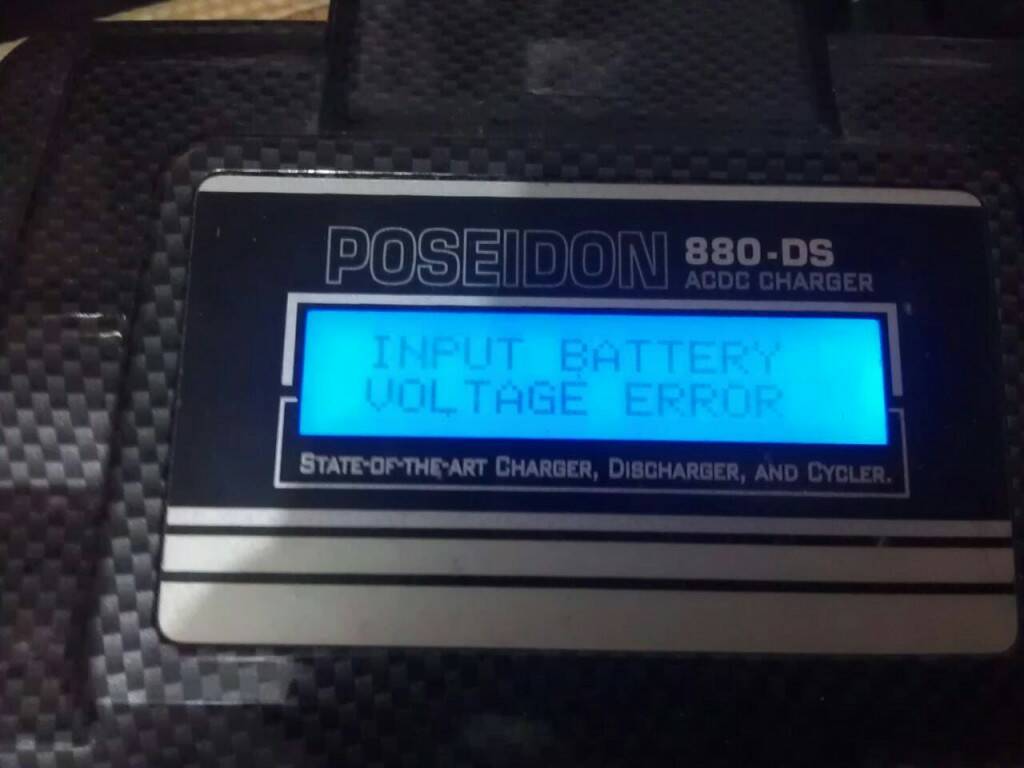 POSEIDON 880-DS
ACDC CHARGER
INPUT BATTERY
VOLTAGE ERROR
STATE-OF-THE-ART CHARGER, DISCHARGER, AND CYCLER.